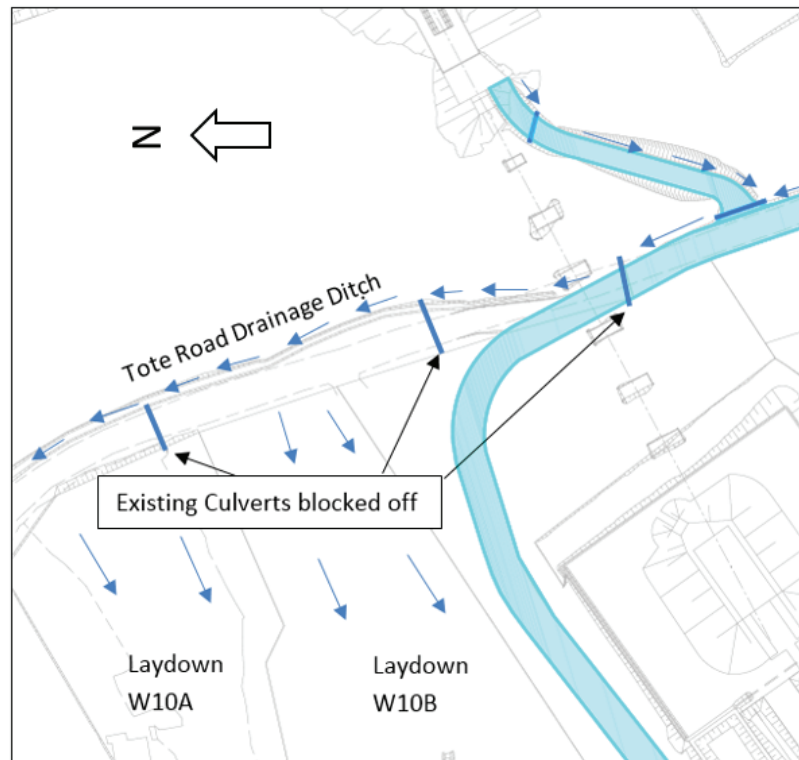 N
Tote Road Drainage Ditch
Existing Culverts blocked off
Laydown
W10A
Laydown
W10B